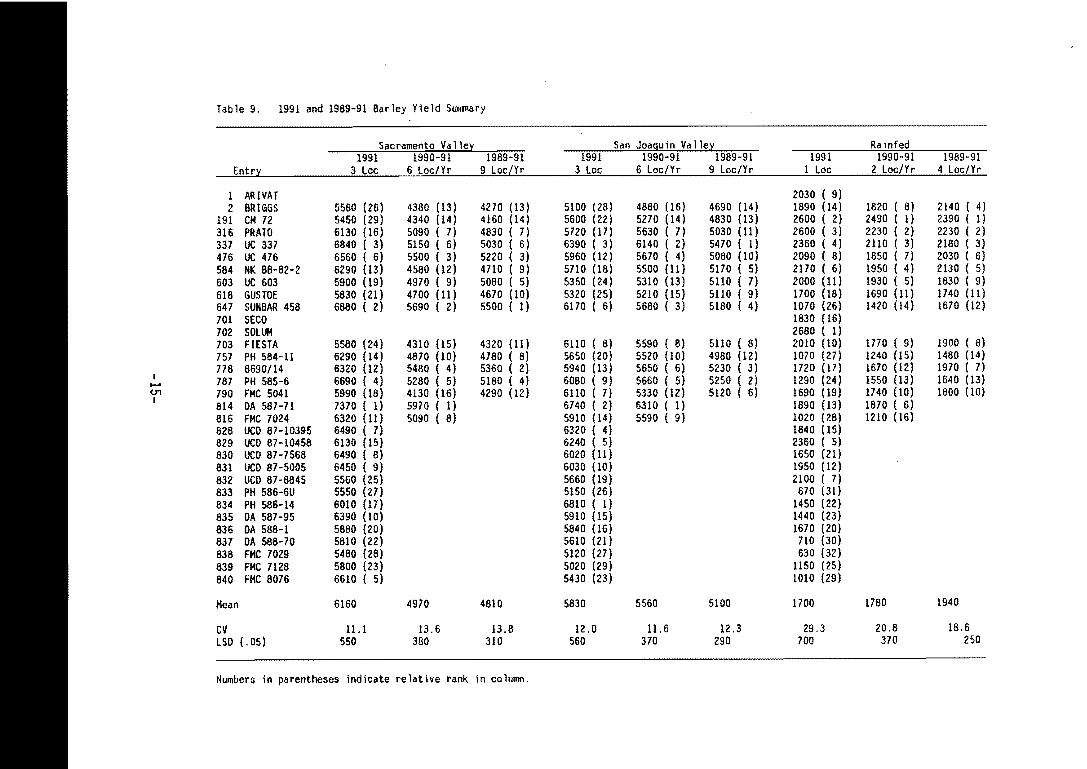 Table 9. 1991 and 1989-91 Barley Yield Summary
Sacramento Valley San Joaquin Valley Rainfed
1991 1990-91 1989-91 1991 1990-91 1989-91 1991 1990-91 1989-91
Entry 3 Loc 6 Loc/Yr 9 Loc/Yr 3 Loc 6 Loc/Yr 9 Loc/Yr 1 Loc 2 Loc/Yr 4 Loc/Yr
1 ARIVAT 2030 ( 9)
2 BRIGGS 5560 (26) 4380 (13) 4270 (13) 5100 (28) 4880 (16) 4690 (14) 1890 (14) 1820 ( 8) 2140 ( 4)
191 CM 72 5450 (29) 4340 (14) 4160 (14) 5600 (22) 5270 (14) 4830 (13) 2600 ( 2) 2490 ( 1) 2390 ( 1)
316 PRATO 6130 (16) 5090 ( 7) 4830 ( 7) 5720 (17) 5630 ( 7) 5030 (11) 2600 ( 3) 2230 ( 2) 2230 ( 2)
337 UC 337 6840 ( 3) 5150 ( 6) 5030 ( 6) 6390 ( 3) 6140 ( 2) 5470 ( 1) 2360 ( 4) 2110 ( 3) 2180 ( 3)
476 UC 476 6560 ( 6) 5500 ( 3) 5220 ( 3) 5960 (12) 5670 ( 4) 5060 (10) 2090 ( 8) 1850 ( 7) 2030 ( 6)
584 NK 88-82-2 6290 (13) 4580 (12) 4710 ( 9) 5710 (18) 5500 (11) 5170 ( 5) 2170 ( 6) 1950 ( 4) 2130 ( 5)
603 UC 603 5900 (19) 4970 ( 9) 5080 ( 5) 5350 (24) 5310 (13) 5110 ( 7) 2000 (11) 1930 ( 5) 1830 ( 9)
618 GUSTOE 5830 (21) 4700 (11) 4670 (10) 5320 (25) 5210 (15) 5110 ( 9) 1700 (18) 1690 (11) 1740 (11)
647 SUNBAR 458 6880 ( 2) 5690 ( 2) 5500 ( 1) 6170 ( 6) 5680 ( 3) 5180 ( 4) 1070 (26) 1420 (14) 1670 (12)
701 SECO 1830 (16)
702 SOLUM 2680 ( 1)
703 FIESTA 5580 (24) 4310 (15) 4320 (11) 6110 ( 8) 5590 ( 8) 5110 ( 8) 2010 (10) 1770 ( 9) 1900 ( 8)
757 PH 584-11 6290 (14) 4870 (10) 4780 ( 8) 5650 (20) 5520 (10) 4980 (12) 1070 (27) 1240 (15) 1480 (14)
778 8690/14 6320 (12) 5480 ( 4) 5360 ( 2) 5940 (13) 5650 ( 6) 5230 ( 3) 1720 (17) 1670 (12) 1970 ( 7)
787 PH 585-6 6690 ( 4) 5280 ( 5) 5180 ( 4) 6080 ( 9) 5660 ( 5) 5250 ( 2) 1290 (24) 1550 (13) 1640 (13)
790 FMC 5041 5990 (18) 4130 (16) 4290 (12) 6110 ( 7) 5330 (12) 5120 ( 6) 1690 (19) 1740 (10) 1800 (10)
814 DA 587-71 7370 ( 1) 5970 ( 1) 6740 ( 2) 6310 ( 1) 1890 (13) 1870 ( 6)
816 FMC 7024 6320 (11) 5090 ( 8) 5910 (14) 5590 ( 9) 1020 (28) 1210 (16)
828 UCD 87-10395 6490 ( 7) 6320 ( 4) 1840 (15)
829 UCD 87-10458 6130 (15) 6240 ( 5) 2360 ( 5)
830 UCD 87-7568 6490 ( 8) 6020 (11) 1650 (21)
831 UCD 87-5005 6450 ( 9) 6030 (10) 1950 (12)
832 UCD 87-8845 5560 (25) 5660 (19) 2100 ( 7)
833 PH 586-6U 5550 (27) 5150 (26) 670 (31)
834 PH 586-14 6010 (17) 6810 ( 1) 1450 (22)
835 DA 587-95 6390 (10) 5910 (15) 1440 (23)
836 DA 588-1 5880 (20) 5840 (16) 1670 (20)
837 DA 588-70 5810 (22) 5610 (21) 710 (30)
838 FMC 7029 5480 (28) 5120 (27) 630 (32)
839 FMC 7128 5800 (23) 5020 (29) 1150 (25)
840 FMC 8076 6610 ( 5) 5430 (23) 1010 (29)
Mean 6160 4970 4810 5830 5560 5100 1700 1780 1940
CV 11.1 13.6 13.8 12.0 11.6 12.3 29.3 20.8 18.6
LSD (.05) 550 380 310 560 370 290 700 370 250
Numbers in parentheses indicate relative rank in column.
-15-